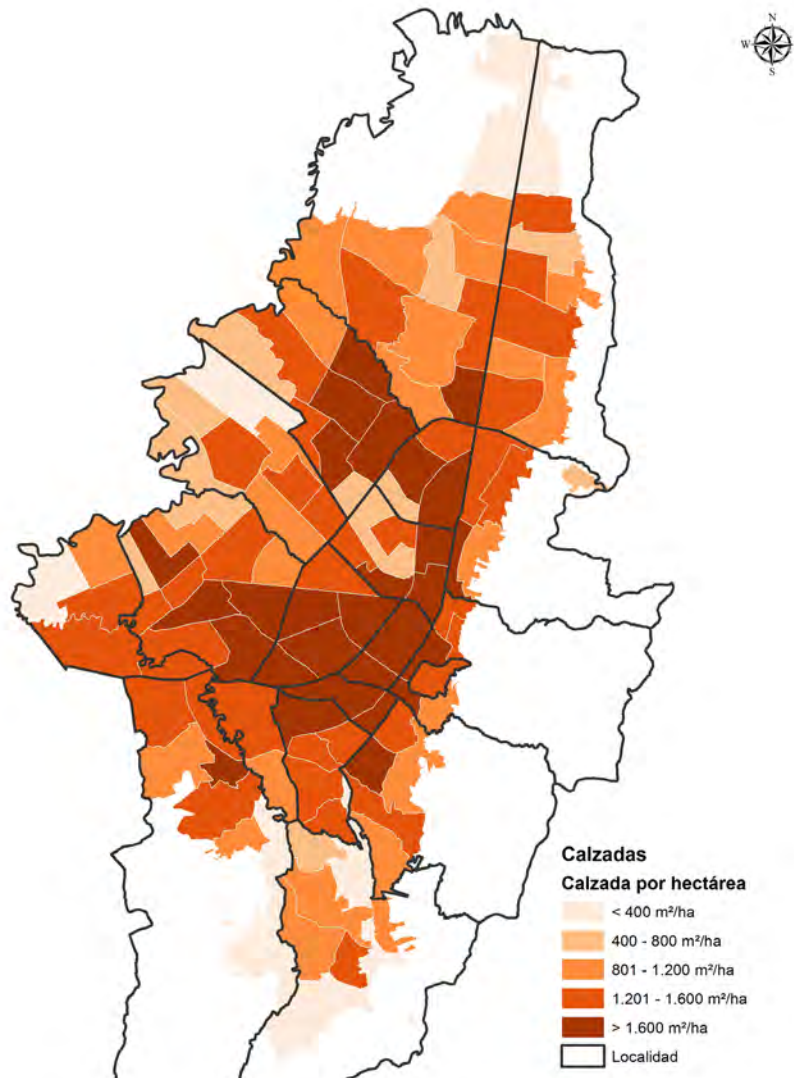 N
W
S
Calzadas
Calzada por hectárea
< 400 m²/ha
400 - 800 m²/ha
801 - 1.200 m²/ha
1.201 - 1.600 m²/ha
> 1.600 m²/ha
Localidad